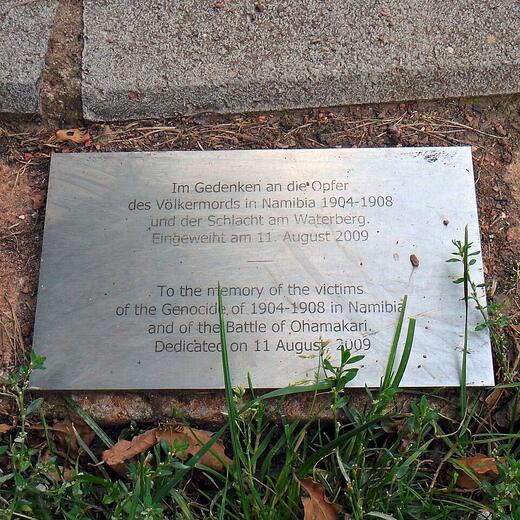 Im Gedenken an die Opfer
des Völkermords in Namibia 1904-1908
und der Schlacht am Waterberg.
Eingeweiht am 11. August 2009
To the memory of the victims
of the Genocide of 1904-1908 in Namibia
and of the Battle of Ohamakari.
Dedicated on 11 August 2009